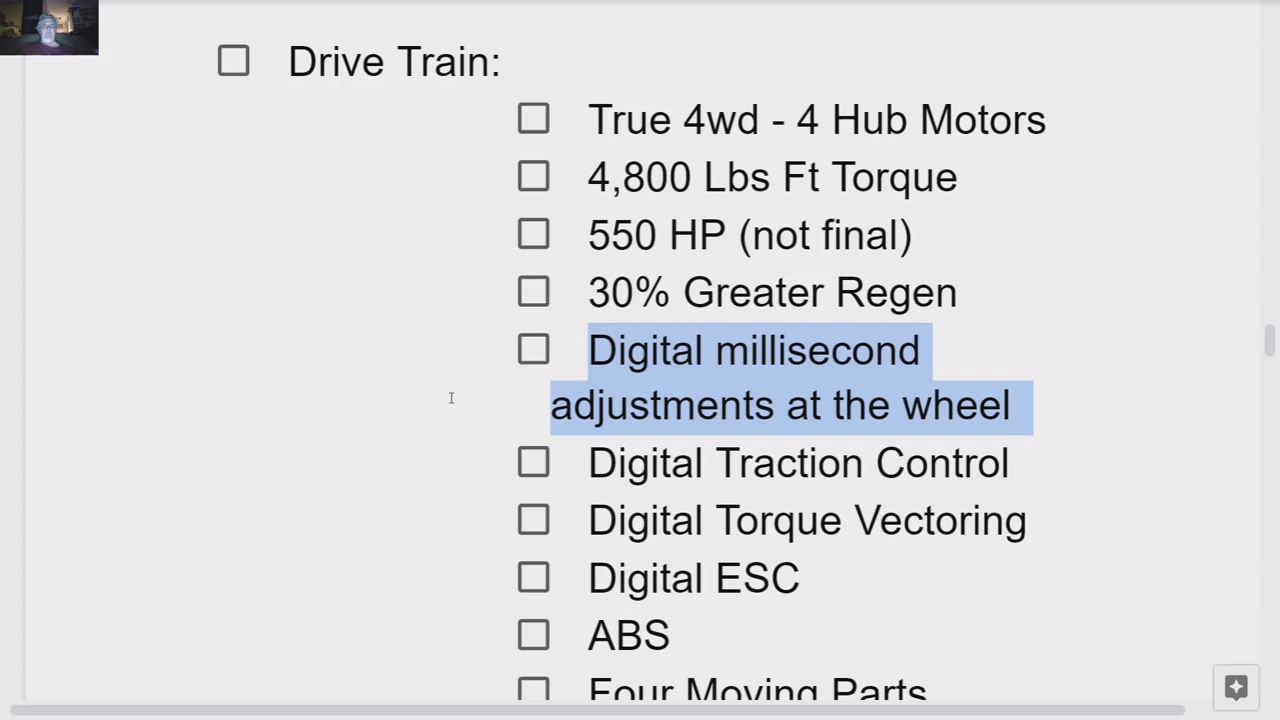 Drive Train:
True 4wd - 4 Hub Motors
4,800 Lbs Ft Torque
550 HP (not final)
30% Greater Regen
Digital millisecond
adjustments at the wheel
Digital Traction Control
Digital Torque Vectoring
Digital ESC
ABS
Four Moving Parts